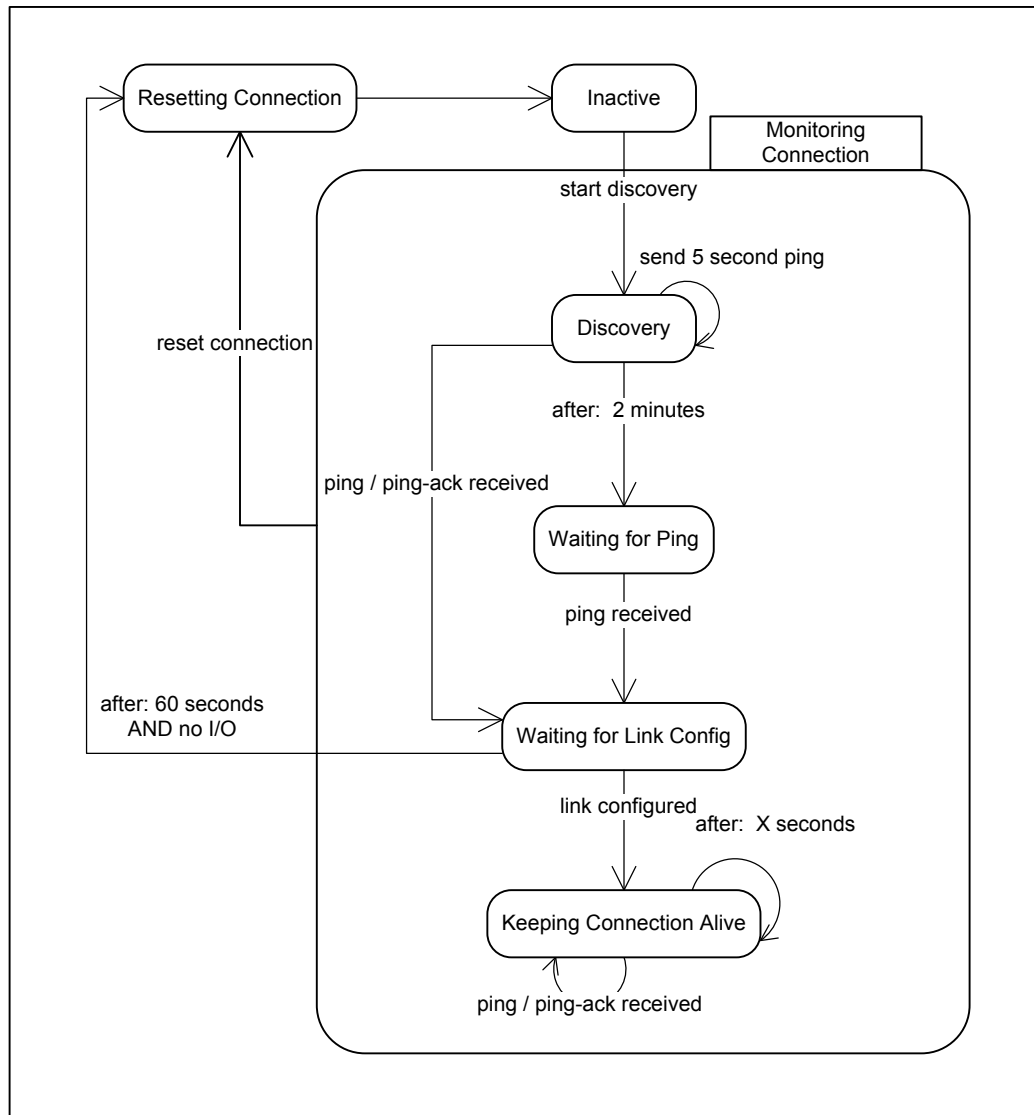 Resetting Connection
Inactive
Monitoring
Connection
start discovery
send 5 second ping
Discovery
reset connection
after:  2 minutes
ping / ping-ack received
Waiting for Ping
ping received
after: 60 seconds
AND no I/O
Waiting for Link Config
link configured
after:  X seconds
Keeping Connection Alive
ping / ping-ack received